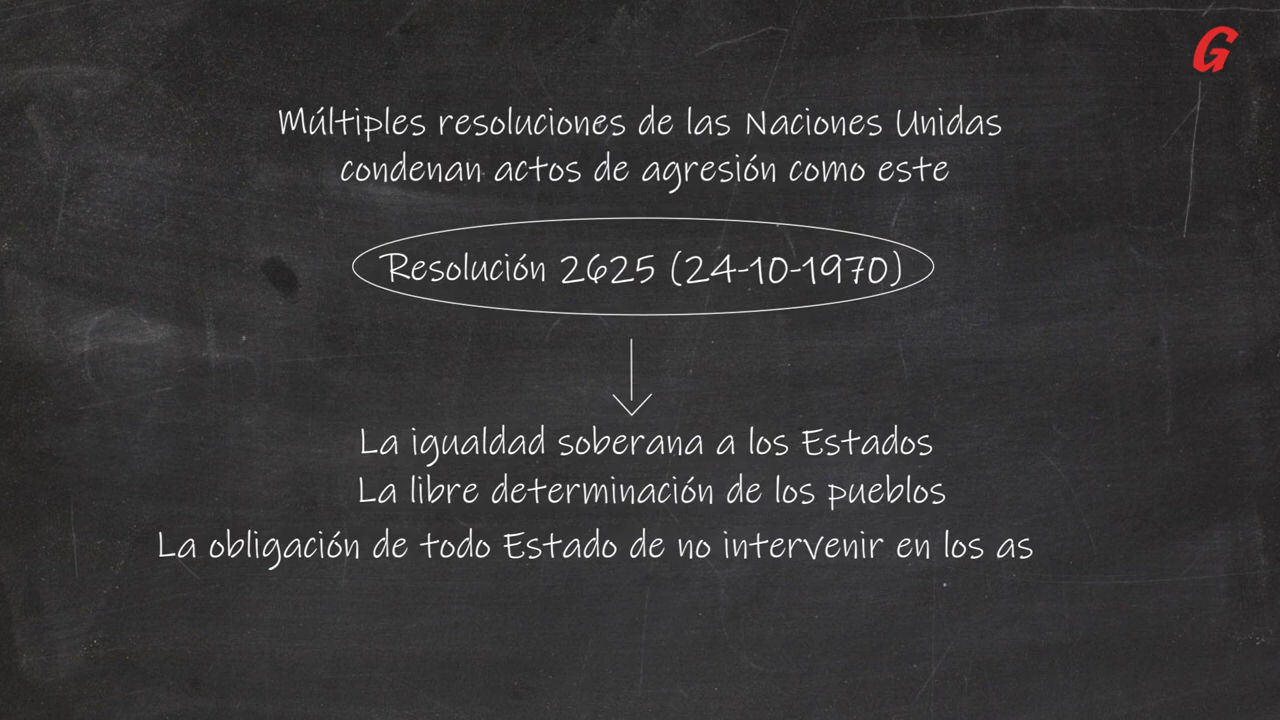 G
Múltiples resoluciones de las Naciones Unidas
condenan actos de agresión como este
Resolución 2625 (24-10-1970)
La igualdad soberana a los Estados
La libre determinación de los pueblos
La obligación de todo Estado de no intervenir en los as